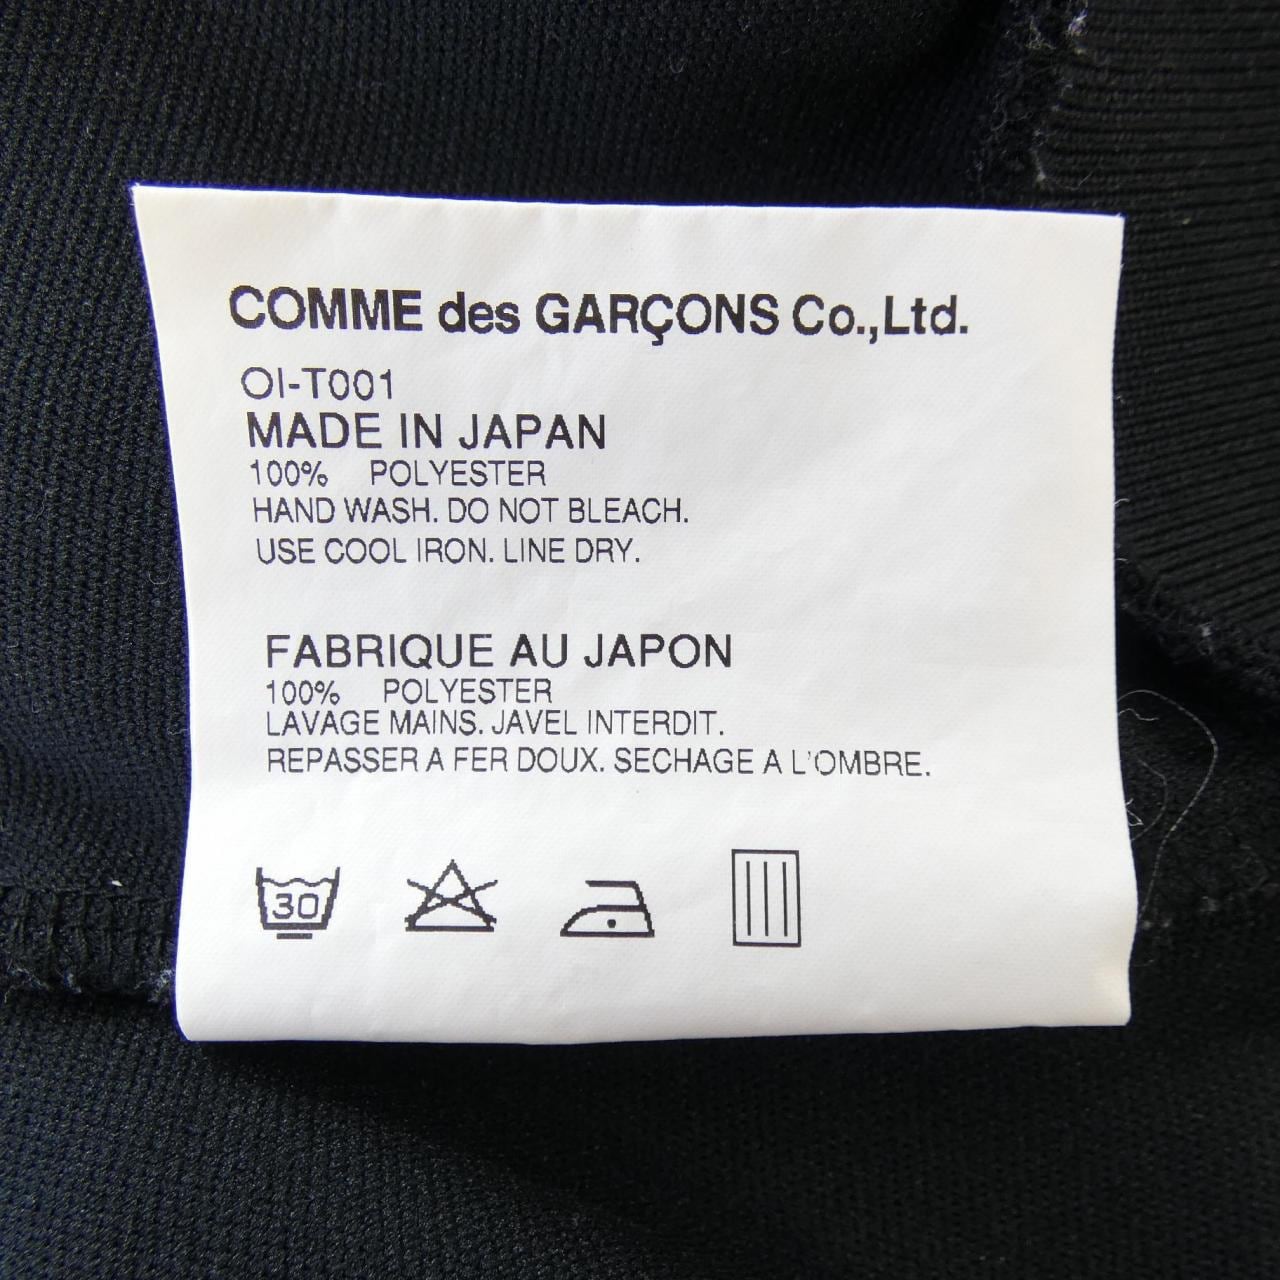 COMME des GARÇONS Co.,Ltd.
OI-T001
MADE IN JAPAN
100% POLYESTER
HAND WASH. DO NOT BLEACH.
USE COOL IRON. LINE DRY.
FABRIQUE AU JAPON
100% POLYESTER
LAVAGE MAINS. JAVEL INTERDIT.
REPASSER A FER DOUX. SECHAGE A L'OMBRE.
30